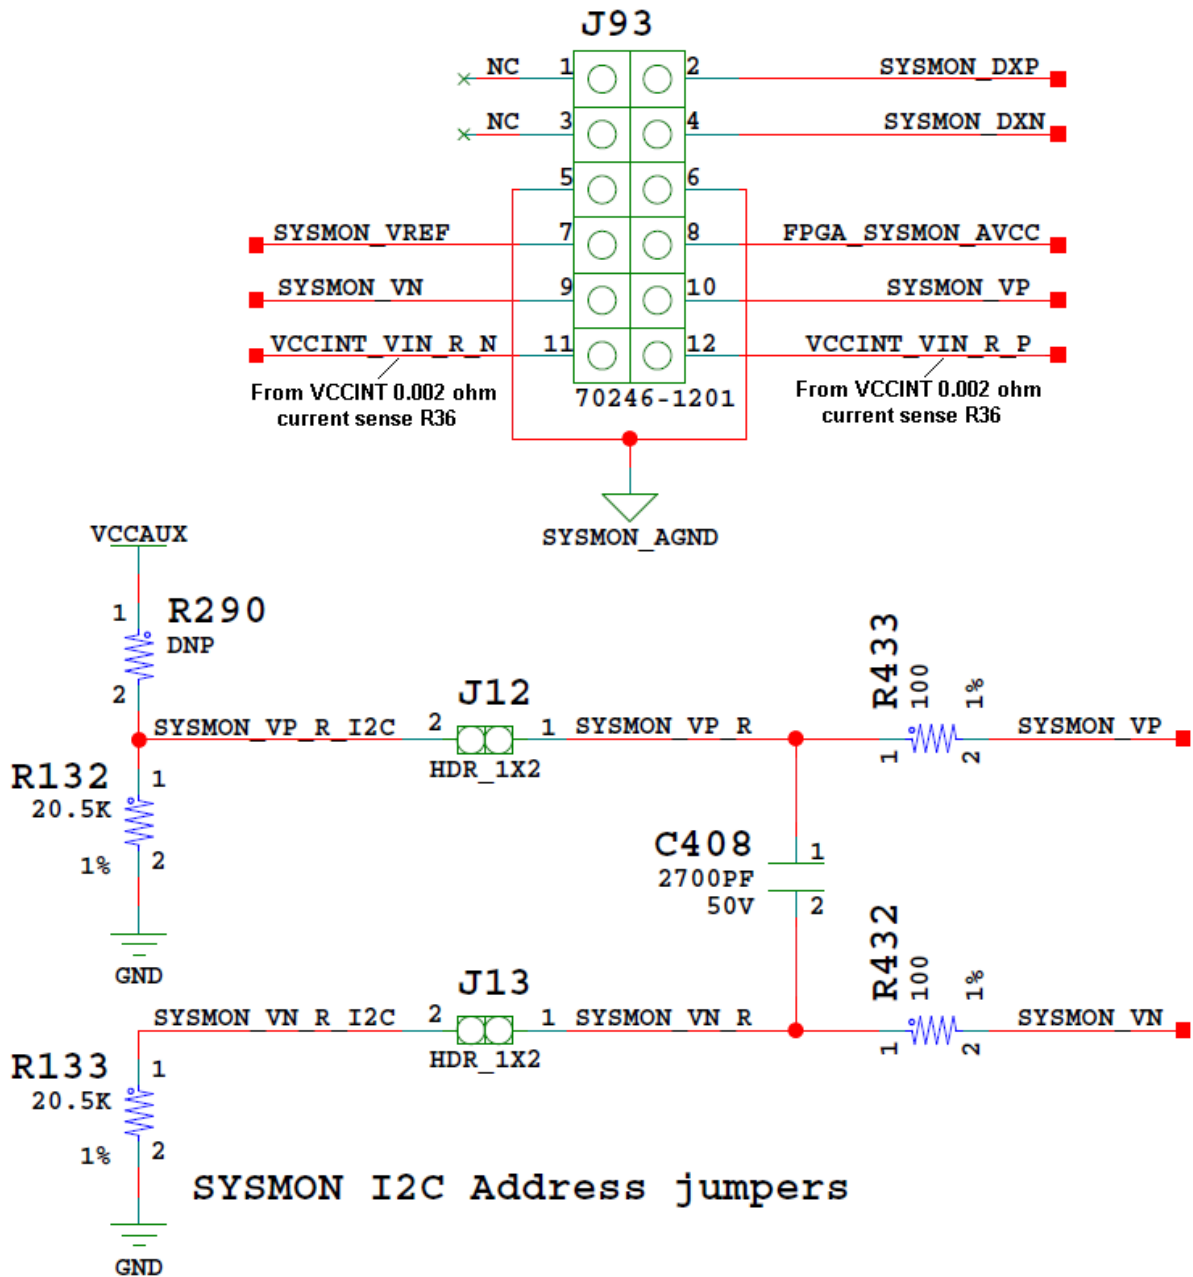 J93
NC 1 2 SYSMON_DXP
NC 3 4 SYSMON_DXN
5 6
SYSMON_VREF 7 8 FPGA_SYSMON_AVCC
SYSMON_VN 9 10 SYSMON_VP
VCCINT_VIN_R_N 11 12 VCCINT_VIN_R_P
From VCCINT 0.002 ohm
current sense R36
From VCCINT 0.002 ohm
current sense R36
70246-1201
SYSMON_AGND
VCCAUX
1 R290
DNP
2
SYSMON_VP_R_I2C
2 J12 1
HDR_1X2
SYSMON_VP_R
R433
100
1%
1 2
SYSMON_VP
R132 1
20.5K
1% 2
GND
C408 1
2700PF
50V 2
SYSMON_VN_R_I2C
2 J13 1
HDR_1X2
SYSMON_VN_R
R432
100
1%
1 2
SYSMON_VN
R133 1
20.5K
1% 2
GND
SYSMON I2C Address jumpers